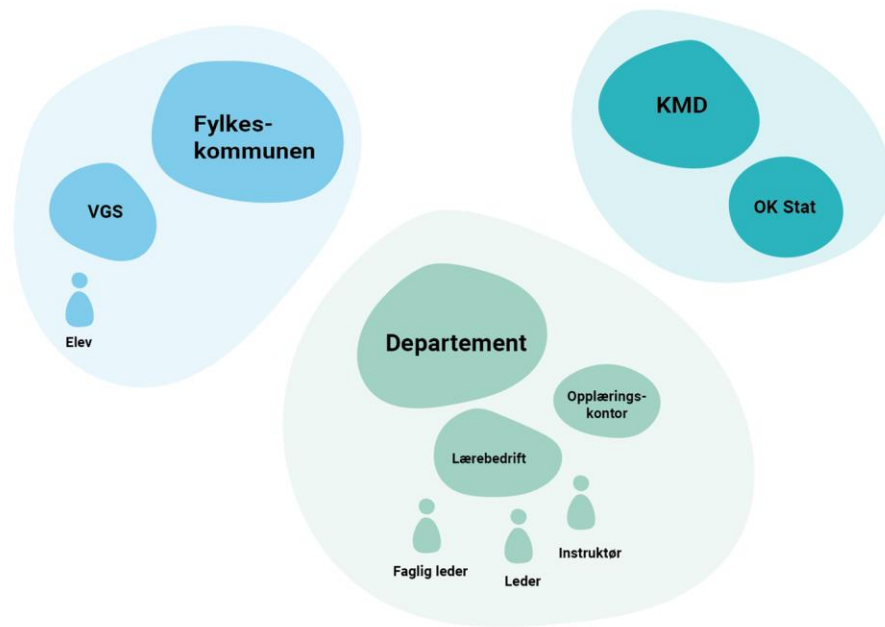 Fylkes-
kommunen
VGS
Elev
KMD
OK Stat
Departement
Opplærings-
kontor
Lærebedrift
Faglig leder
Leder
Instruktør